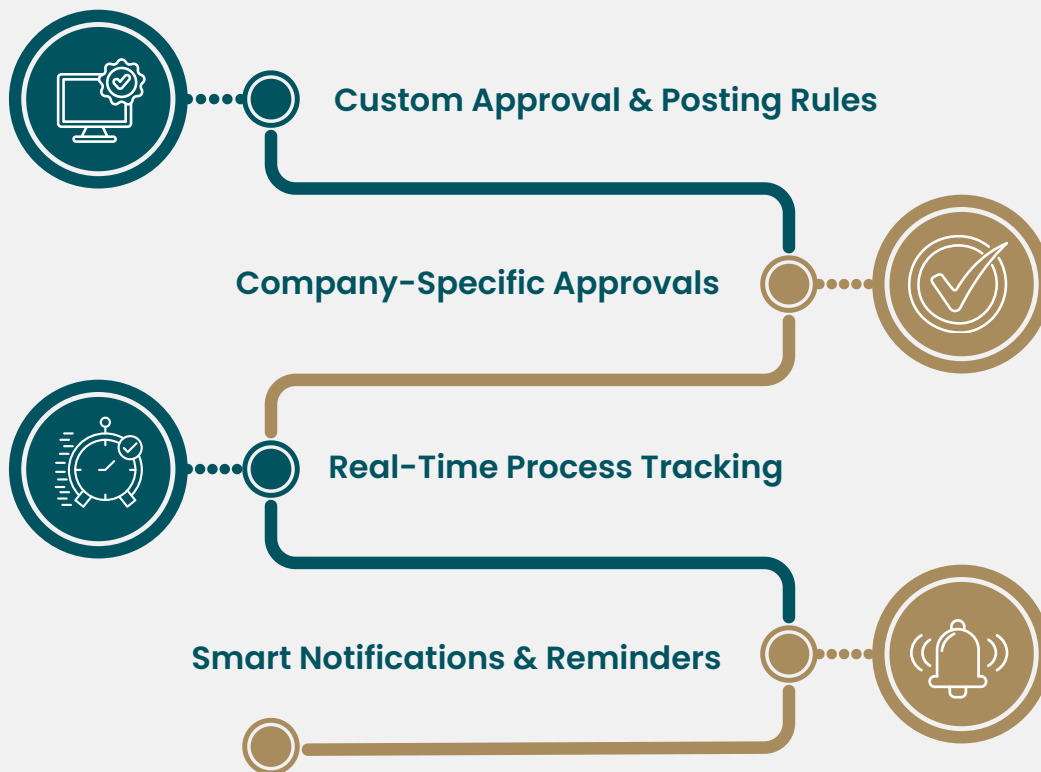 Custom Approval & Posting Rules
Company-Specific Approvals
Real-Time Process Tracking
Smart Notifications & Reminders